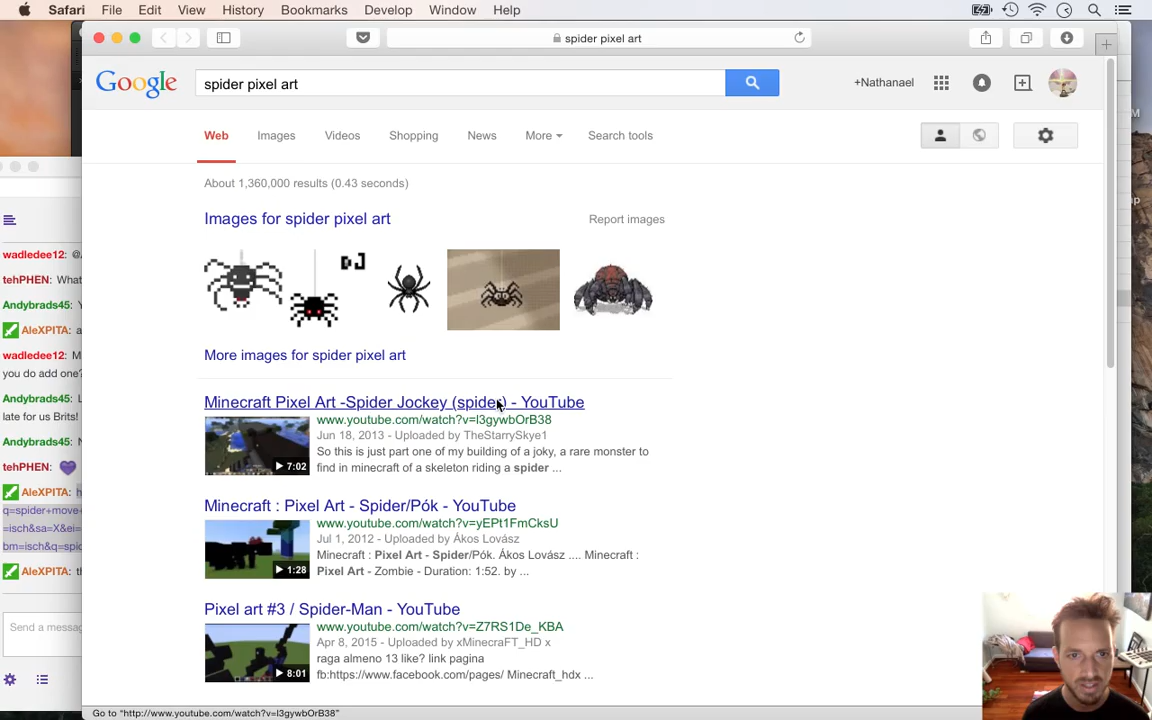 Safari File Edit View History Bookmarks Develop Window Help
spider pixel art
Google spider pixel art +Nathanael
Web Images Videos Shopping News More Search tools
About 1,360,000 results (0.43 seconds)
Images for spider pixel art Report images
DJ
More images for spider pixel art
Minecraft Pixel Art -Spider Jockey (spider) - YouTube
www.youtube.com/watch?v=l3gywbOrB38
Jun 18, 2013 - Uploaded by TheStarrySkye1
So this is just part one of my building of a joky, a rare monster to
find in minecraft of a skeleton riding a spider ...
7:02
Minecraft : Pixel Art - Spider/Pók - YouTube
www.youtube.com/watch?v=yEPt1FmCksU
Jul 1, 2012 - Uploaded by Ákos Lovász
Minecraft : Pixel Art - Spider/Pók. Ákos Lovász .... Minecraft :
Pixel Art - Zombie - Duration: 1:52. by ...
1:28
Pixel art #3 / Spider-Man - YouTube
www.youtube.com/watch?v=Z7RS1De_KBA
Apr 8, 2015 - Uploaded by xMinecraFT_HD x
raga almeno 13 like? link pagina
fb:https://www.facebook.com/pages/ Minecraft_hdx ...
8:01
Go to "http://www.youtube.com/watch?v=l3gywbOrB38"
wadledee12: @
tehPHEN: What
Andybrads45: Y
AleXPITA: a
wadledee12: M
you do add one?
Andybrads45: 
late for us Brits!
Andybrads45: N
tehPHEN:
AleXPITA: h
q=spider+move+
=isch&sa=X&ei=
bm=isch&q=spid
AleXPITA: th
Send a messag
M